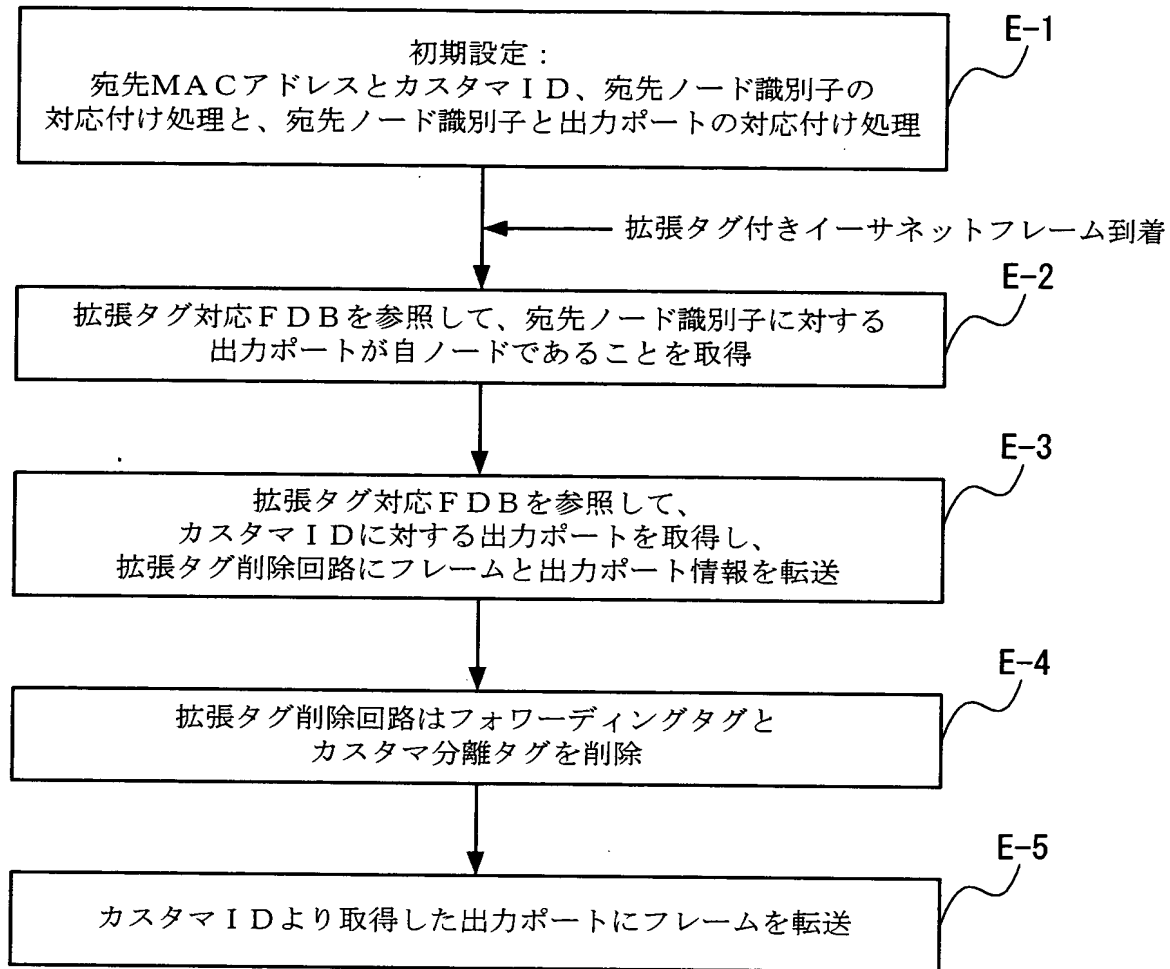 E-1
初期設定：
宛先ＭＡＣアドレスとカスタマＩＤ、宛先ノード識別子の
対応付け処理と、宛先ノード識別子と出力ポートの対応付け処理
拡張タグ付きイーサネットフレーム到着
E-2
拡張タグ対応ＦＤＢを参照して、宛先ノード識別子に対する
出力ポートが自ノードであることを取得
E-3
拡張タグ対応ＦＤＢを参照して、
カスタマＩＤに対する出力ポートを取得し、
拡張タグ削除回路にフレームと出力ポート情報を転送
E-4
拡張タグ削除回路はフォワーディングタグと
カスタマ分離タグを削除
E-5
カスタマＩＤより取得した出力ポートにフレームを転送